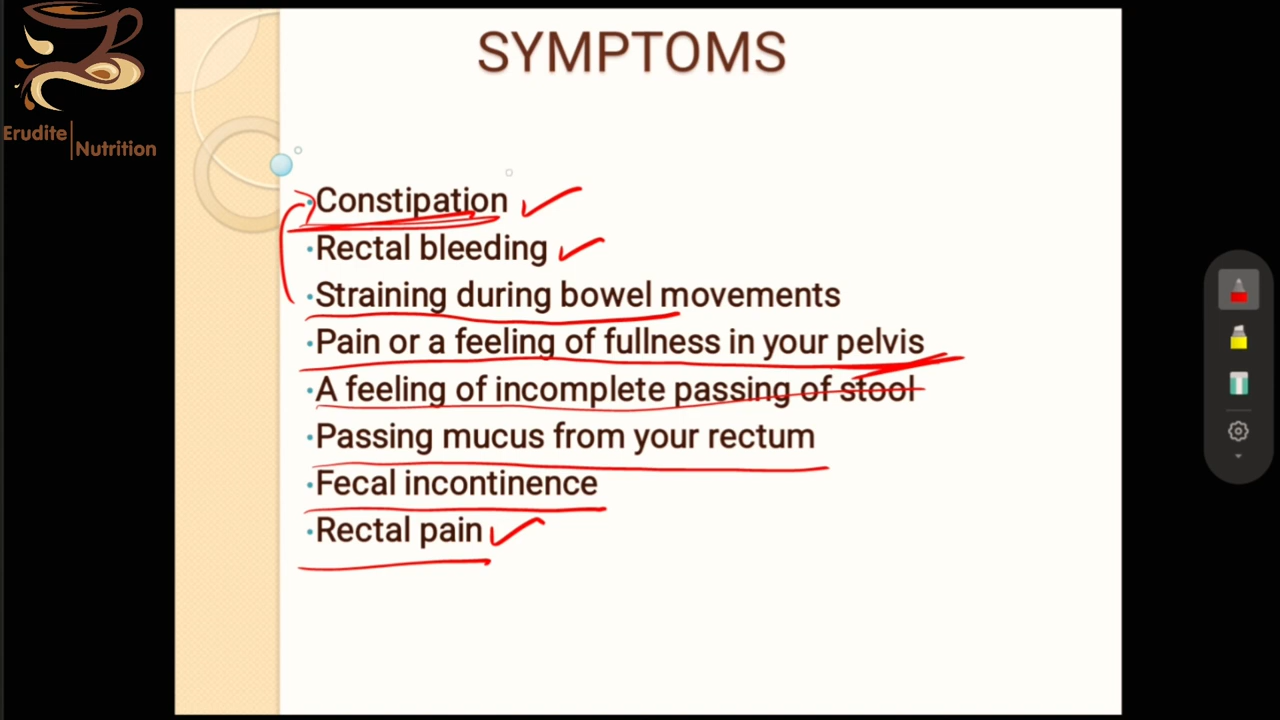 Erudite
Nutrition
SYMPTOMS
•Constipation
•Rectal bleeding
•Straining during bowel movements
•Pain or a feeling of fullness in your pelvis
•A feeling of incomplete passing of stool
•Passing mucus from your rectum
•Fecal incontinence
•Rectal pain